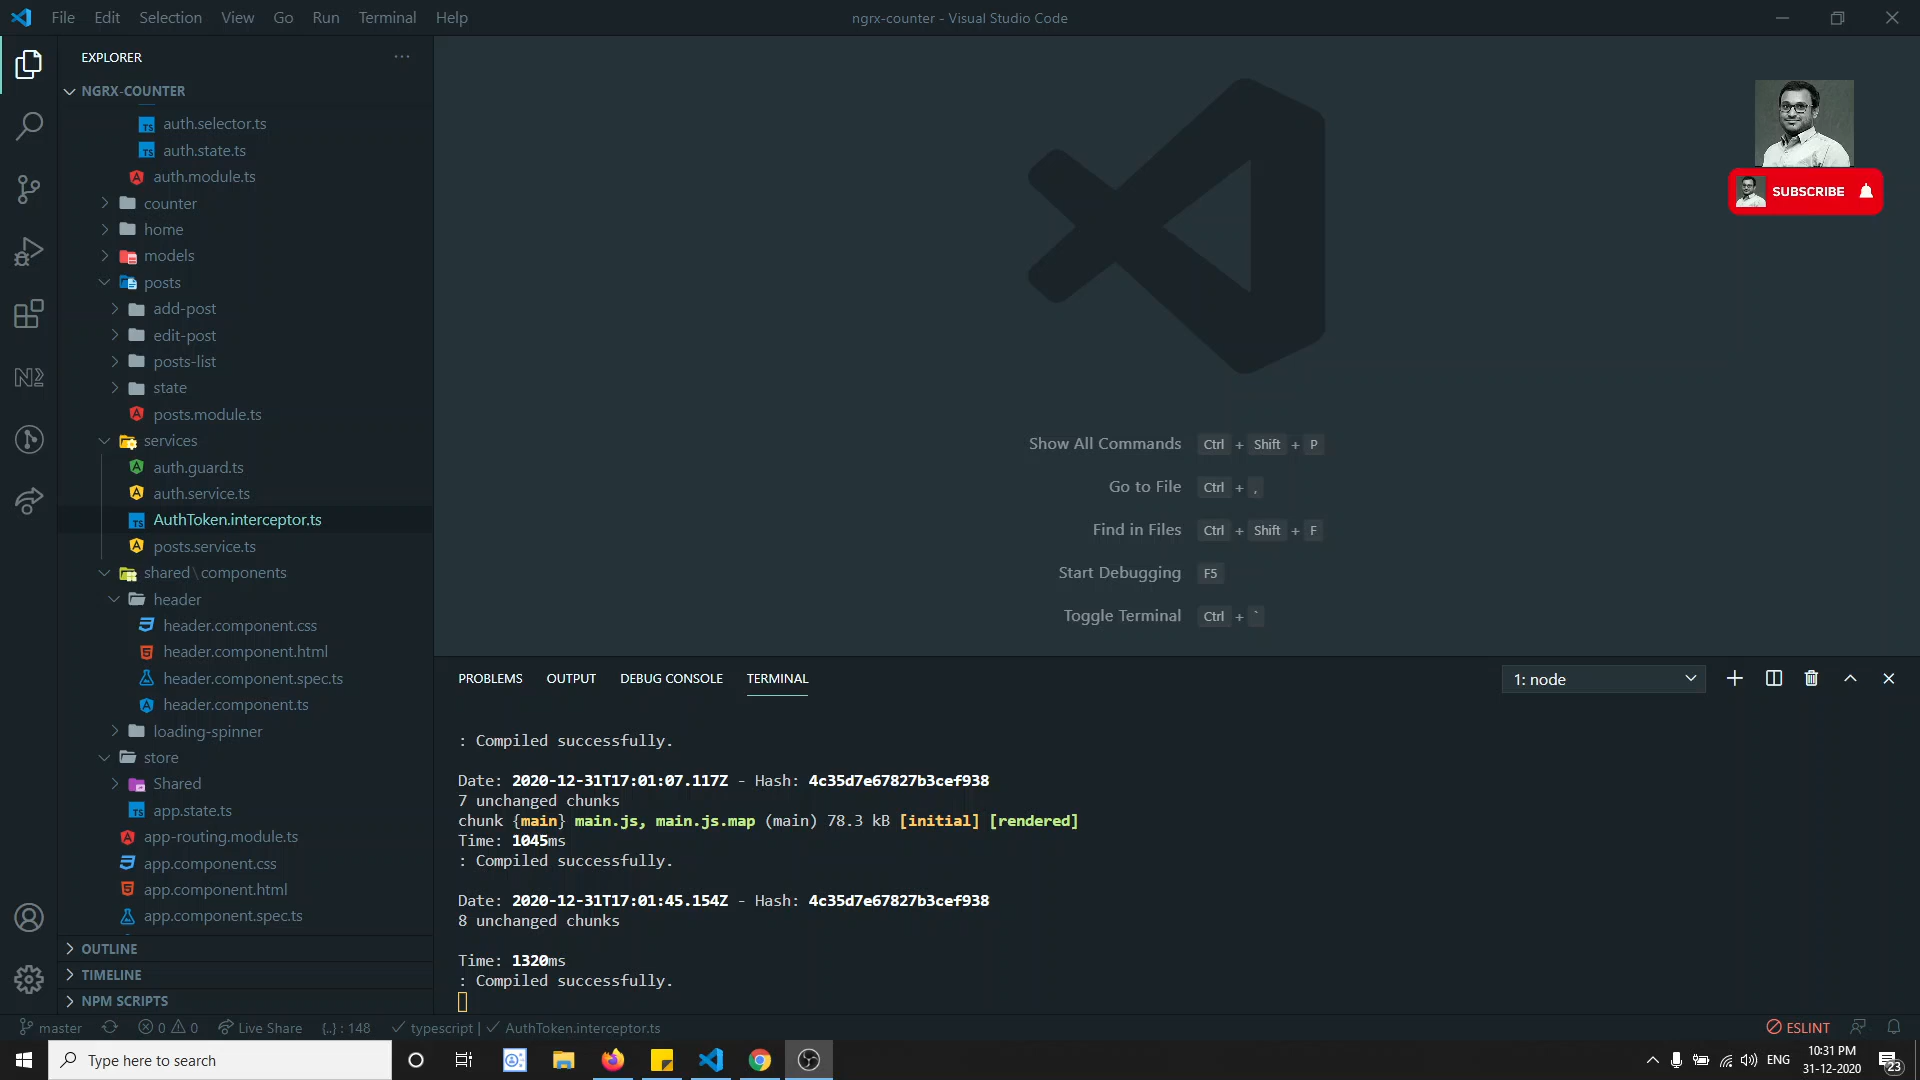 File Edit Selection View Go Run Terminal Help
ngrx-counter - Visual Studio Code
EXPLORER
NGRX-COUNTER
auth.selector.ts
auth.state.ts
auth.module.ts
counter
home
models
posts
add-post
edit-post
posts-list
state
posts.module.ts
services
auth.guard.ts
auth.service.ts
AuthToken.interceptor.ts
posts.service.ts
shared\components
header
header.component.css
header.component.html
header.component.spec.ts
header.component.ts
loading-spinner
store
Shared
app.state.ts
app-routing.module.ts
app.component.css
app.component.html
app.component.spec.ts
OUTLINE
TIMELINE
NPM SCRIPTS
SUBSCRIBE
Show All Commands Ctrl + Shift + P
Go to File Ctrl + ,
Find in Files Ctrl + Shift + F
Start Debugging F5
Toggle Terminal Ctrl + `
PROBLEMS OUTPUT DEBUG CONSOLE TERMINAL
1: node
: Compiled successfully.
Date: 2020-12-31T17:01:07.117Z - Hash: 4c35d7e67827b3cef938
7 unchanged chunks
chunk {main} main.js, main.js.map (main) 78.3 kB [initial] [rendered]
Time: 1045ms
: Compiled successfully.
Date: 2020-12-31T17:01:45.154Z - Hash: 4c35d7e67827b3cef938
8 unchanged chunks
Time: 1320ms
: Compiled successfully.
master 0 0 Live Share {..} : 148 typescript | AuthToken.interceptor.ts
ESLINT
Type here to search
ENG
10:31 PM
31-12-2020
23